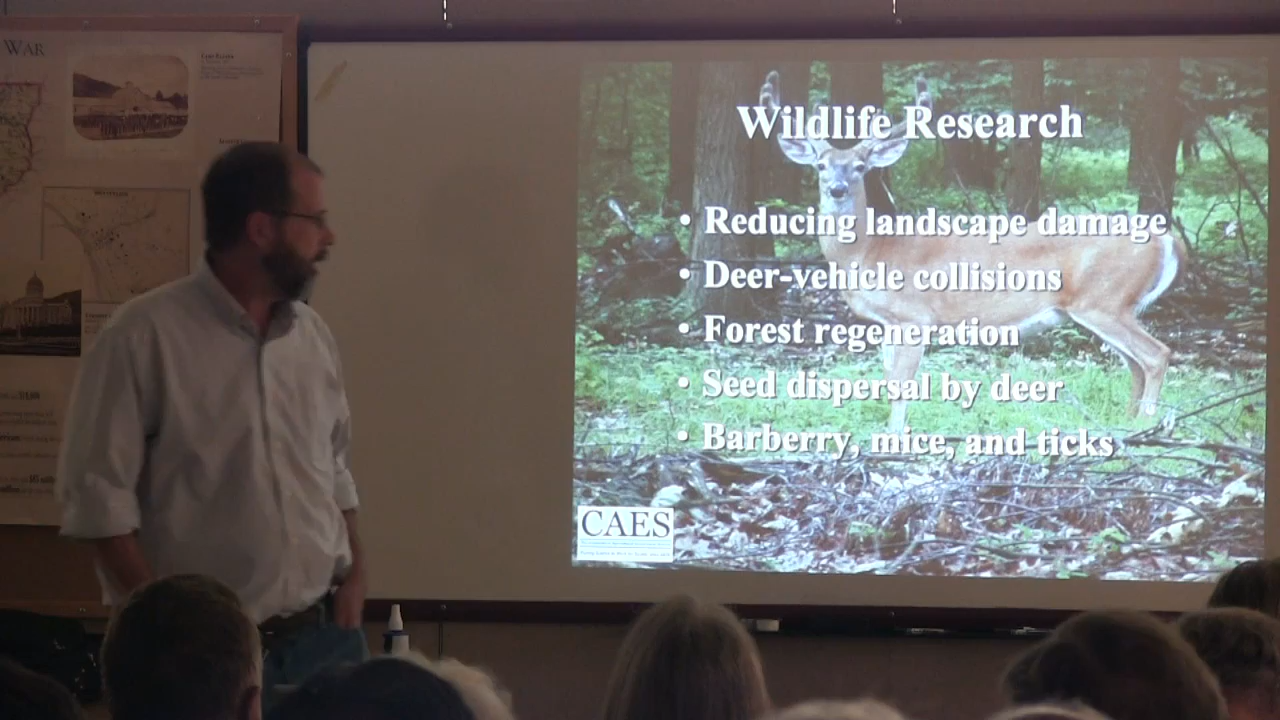 WAR
Wildlife Research
• Reducing landscape damage
• Deer-vehicle collisions
• Forest regeneration
• Seed dispersal by deer
• Barberry, mice, and ticks
CAES